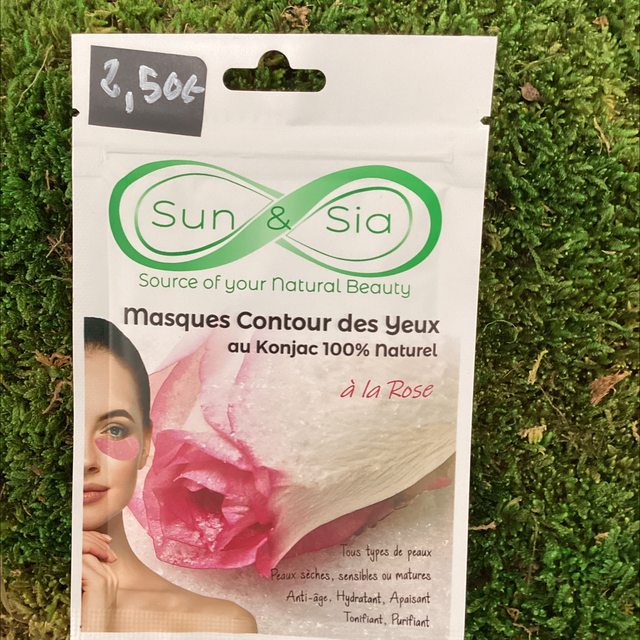 2,50€
Sun & Sia
Source of your Natural Beauty
Masques Contour des Yeux
au Konjac 100% Naturel
à la Rose
Tous types de peaux
Peaux sèches, sensibles ou matures
Anti-âge, Hydratant, Apaisant
Tonifiant, Purifiant